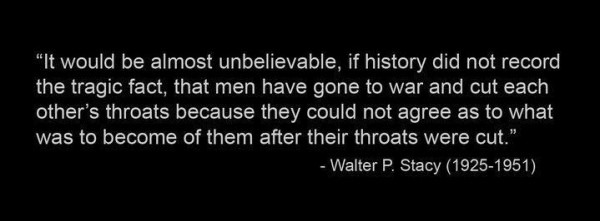 “It would be almost unbelievable, if history did not record
the tragic fact, that men have gone to war and cut each
other’s throats because they could not agree as to what
was to become of them after their throats were cut.”
- Walter P. Stacy (1925-1951)